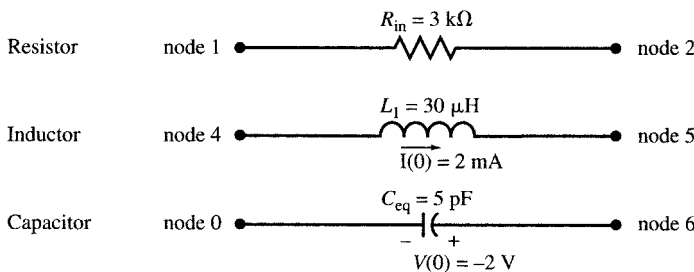 R_in = 3 kΩ
Resistor node 1 node 2
L_1 = 30 μH
Inductor node 4 node 5
I(0) = 2 mA
C_eq = 5 pF
Capacitor node 0 node 6
– +
V(0) = –2 V